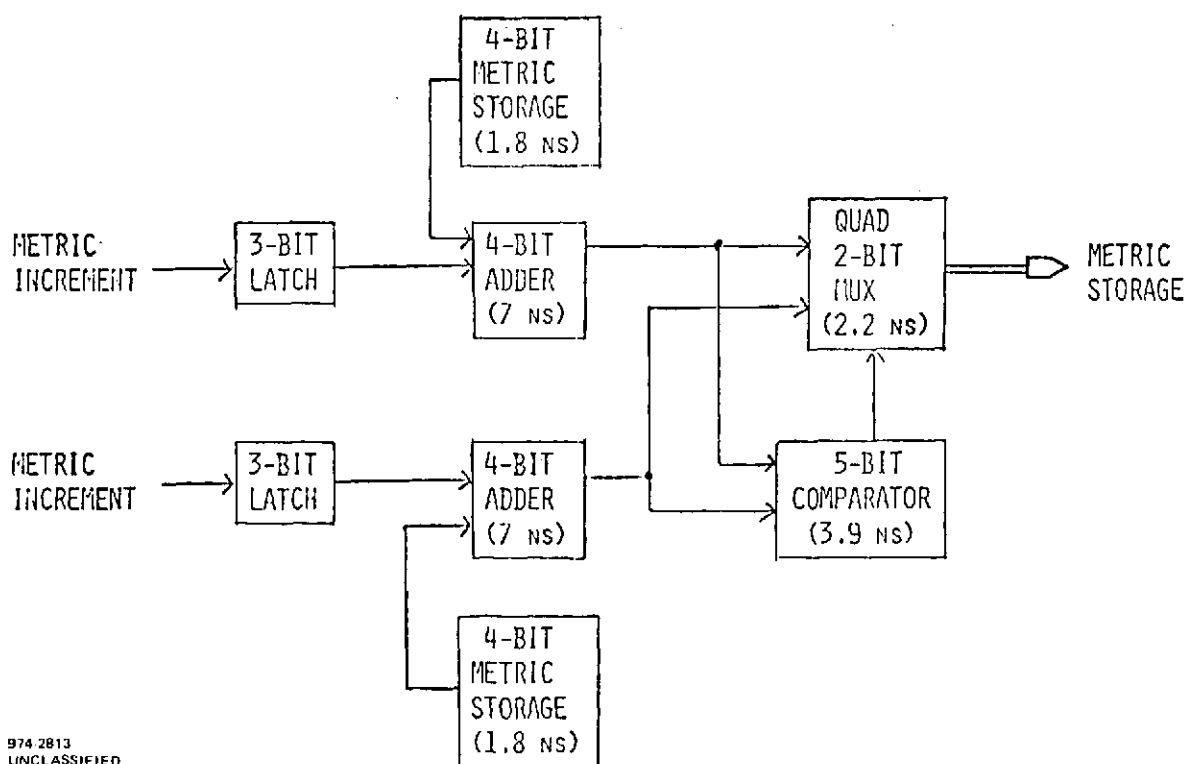 4-BIT
METRIC
STORAGE
(1.8 NS)
METRIC
INCREMENT
3-BIT
LATCH
4-BIT
ADDER
(7 NS)
QUAD
2-BIT
MUX
(2.2 NS)
METRIC
STORAGE
METRIC
INCREMENT
3-BIT
LATCH
4-BIT
ADDER
(7 NS)
5-BIT
COMPARATOR
(3.9 NS)
4-BIT
METRIC
STORAGE
(1.8 NS)
974-2813
UNCLASSIFIED